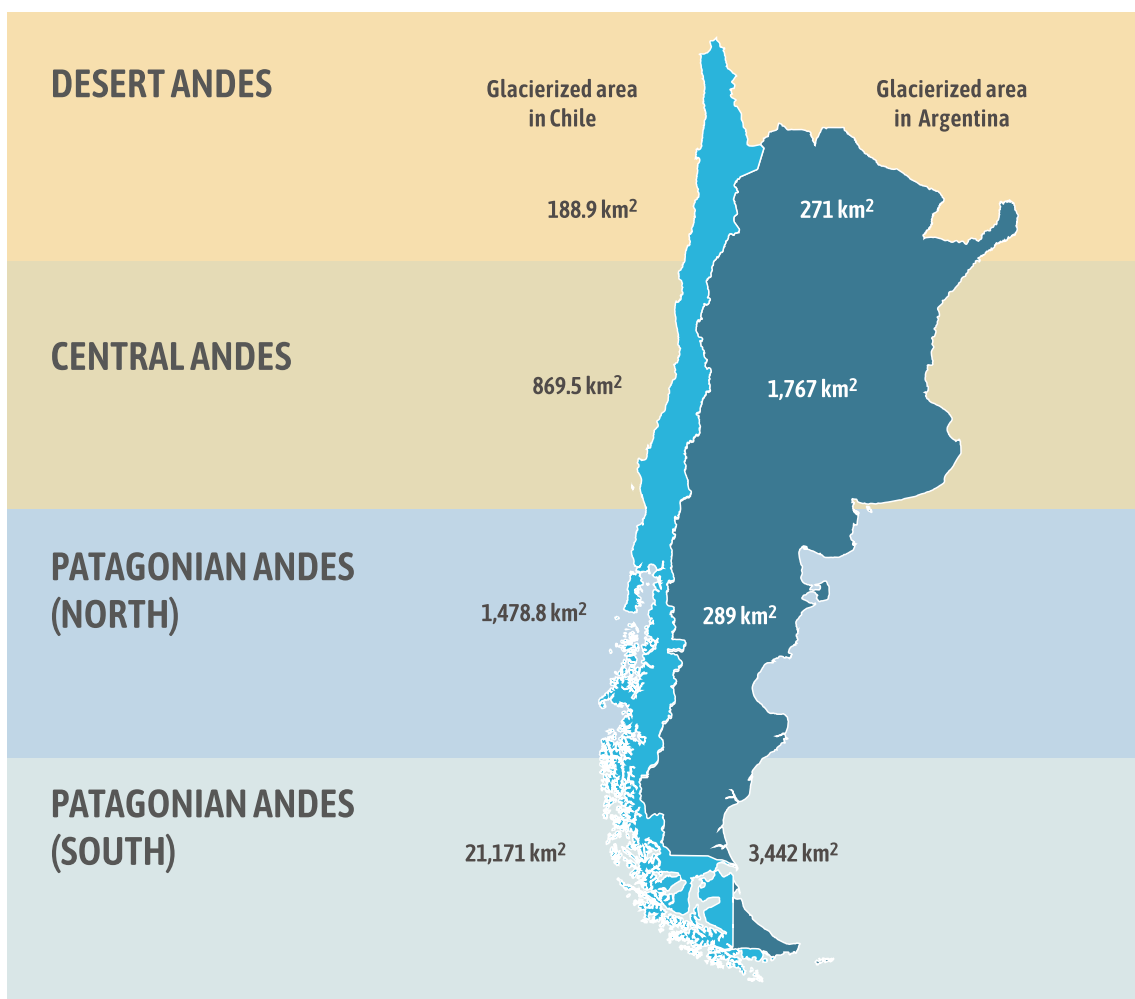 DESERT ANDES
Glacierized area
in Chile
Glacierized area
in Argentina
188.9 km²
271 km²
CENTRAL ANDES
869.5 km²
1,767 km²
PATAGONIAN ANDES
(NORTH)
1,478.8 km²
289 km²
PATAGONIAN ANDES
(SOUTH)
21,171 km²
3,442 km²